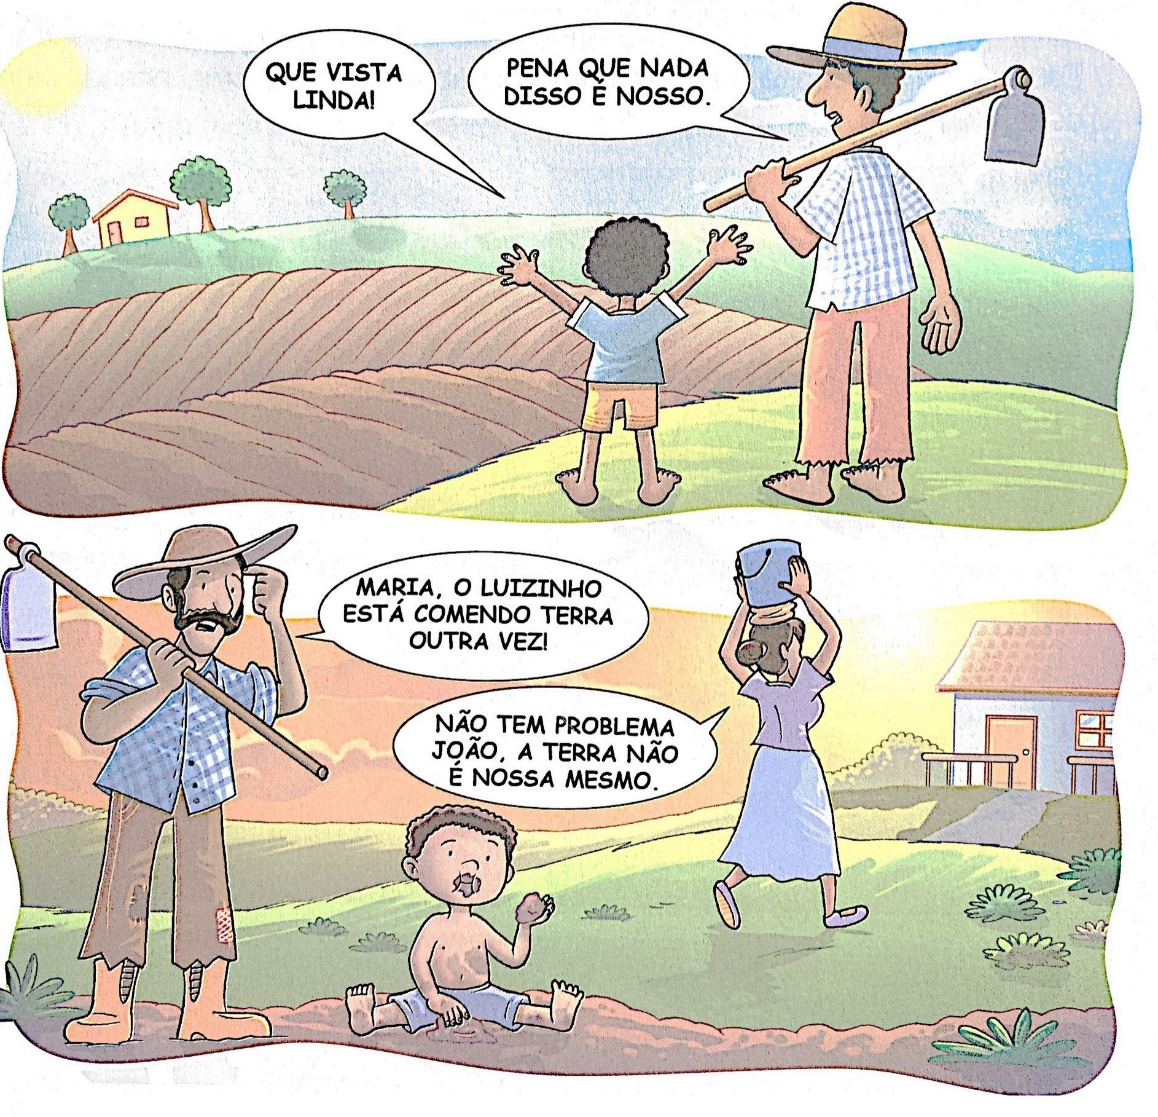 QUE VISTA
LINDA!
PENA QUE NADA
DISSO É NOSSO.
MARIA, O LUIZINHO
ESTÁ COMENDO TERRA
OUTRA VEZ!
NÃO TEM PROBLEMA
JOÃO, A TERRA NÃO
É NOSSA MESMO.